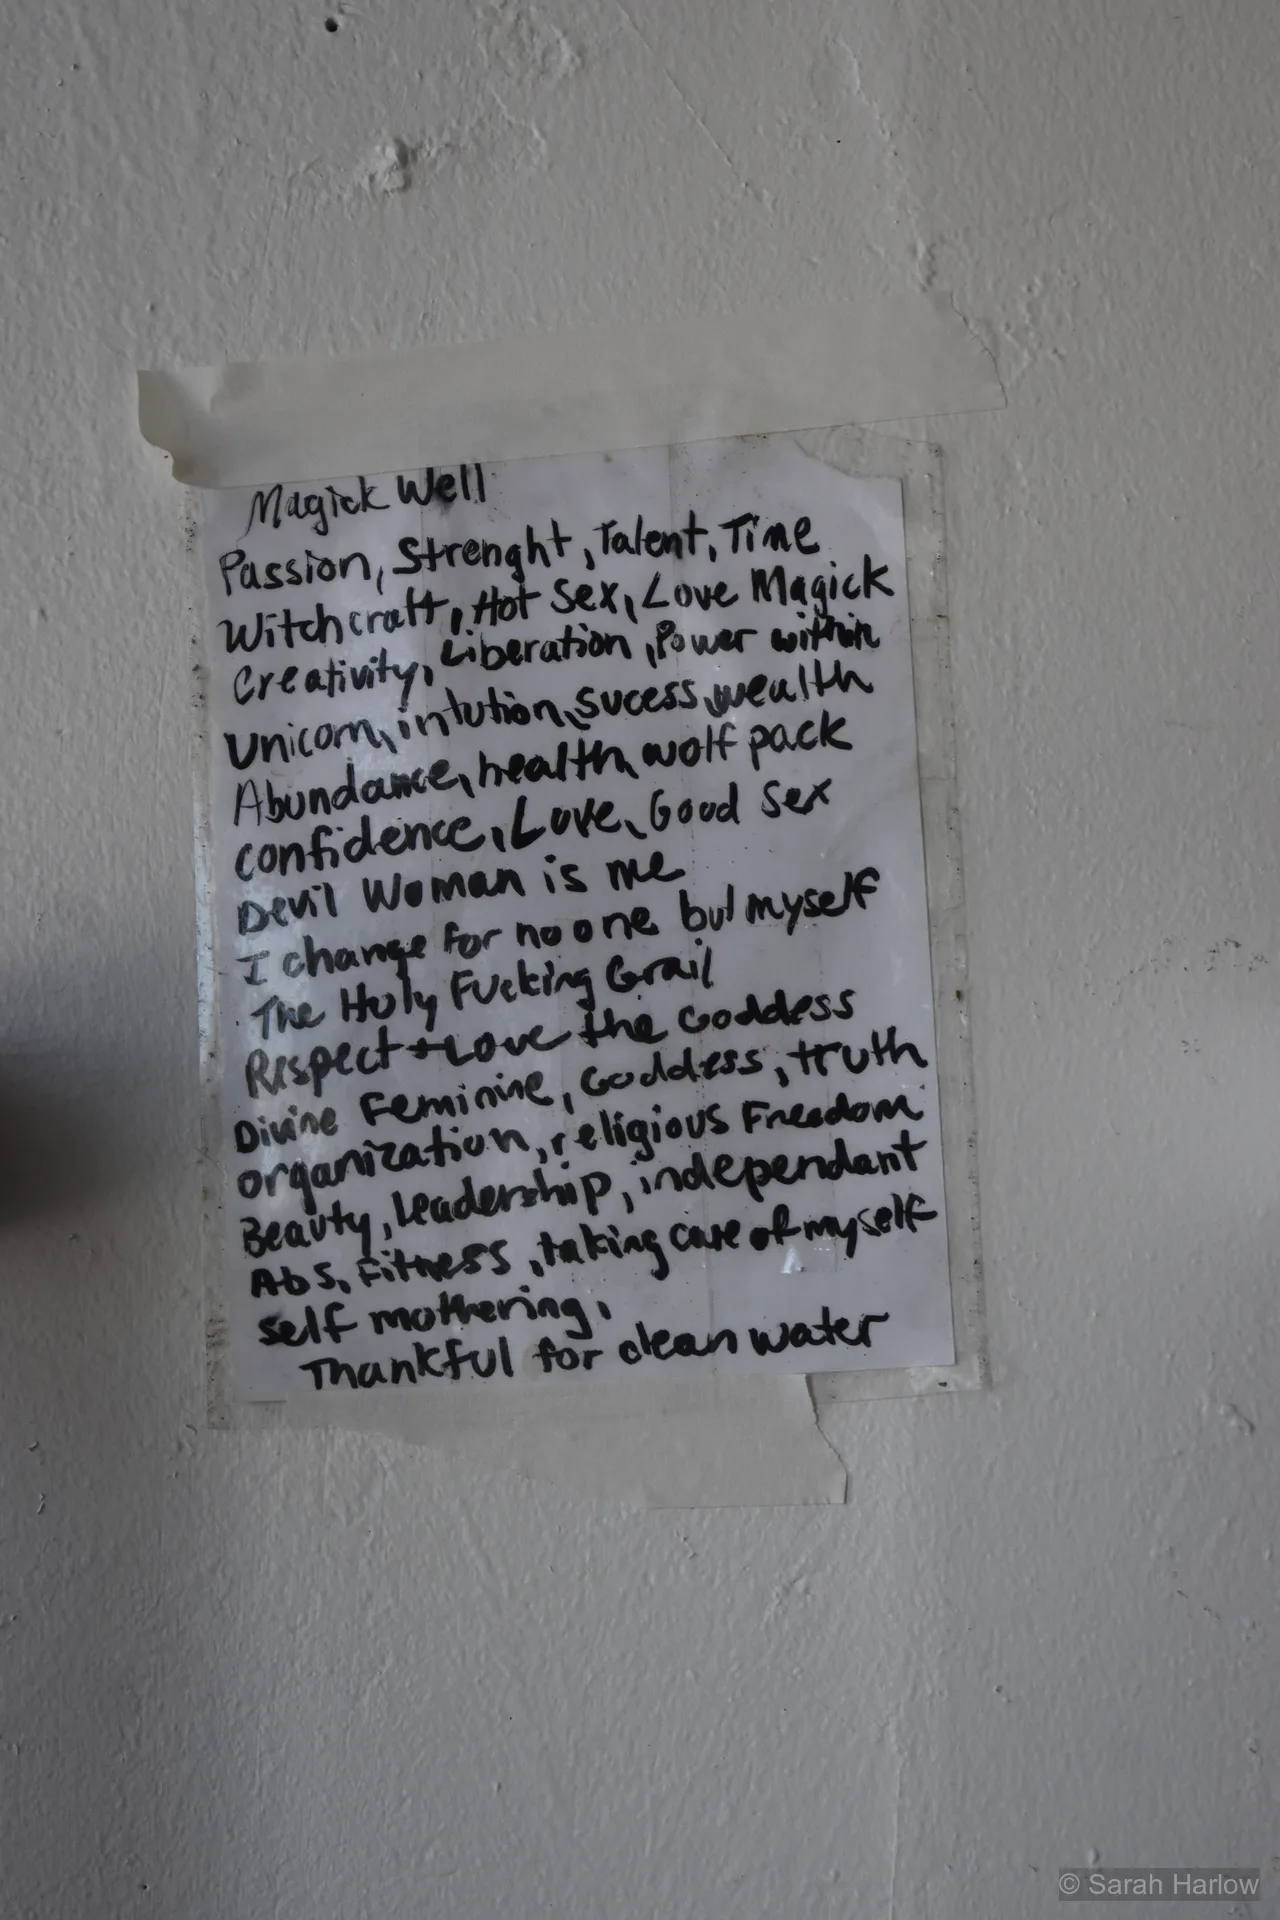 Magick Well
Passion, Strenght, Talent, Time
Witchcraft, Hot Sex, Love Magick
Creativity, Liberation, Power within
Unicorn, intution, sucess, wealth
Abundance, health, wolf pack
confidence, Love, Good Sex
Devil Woman is me
I change for no one but myself
The Holy Fucking Grail
Respect + Love the Goddess
Divine Feminine, Goddess, truth
organization, religious Freedom
Beauty, Leadership, independant
Abs, Fitness, taking care of myself
self mothering,
Thankful for clean water
© Sarah Harlow